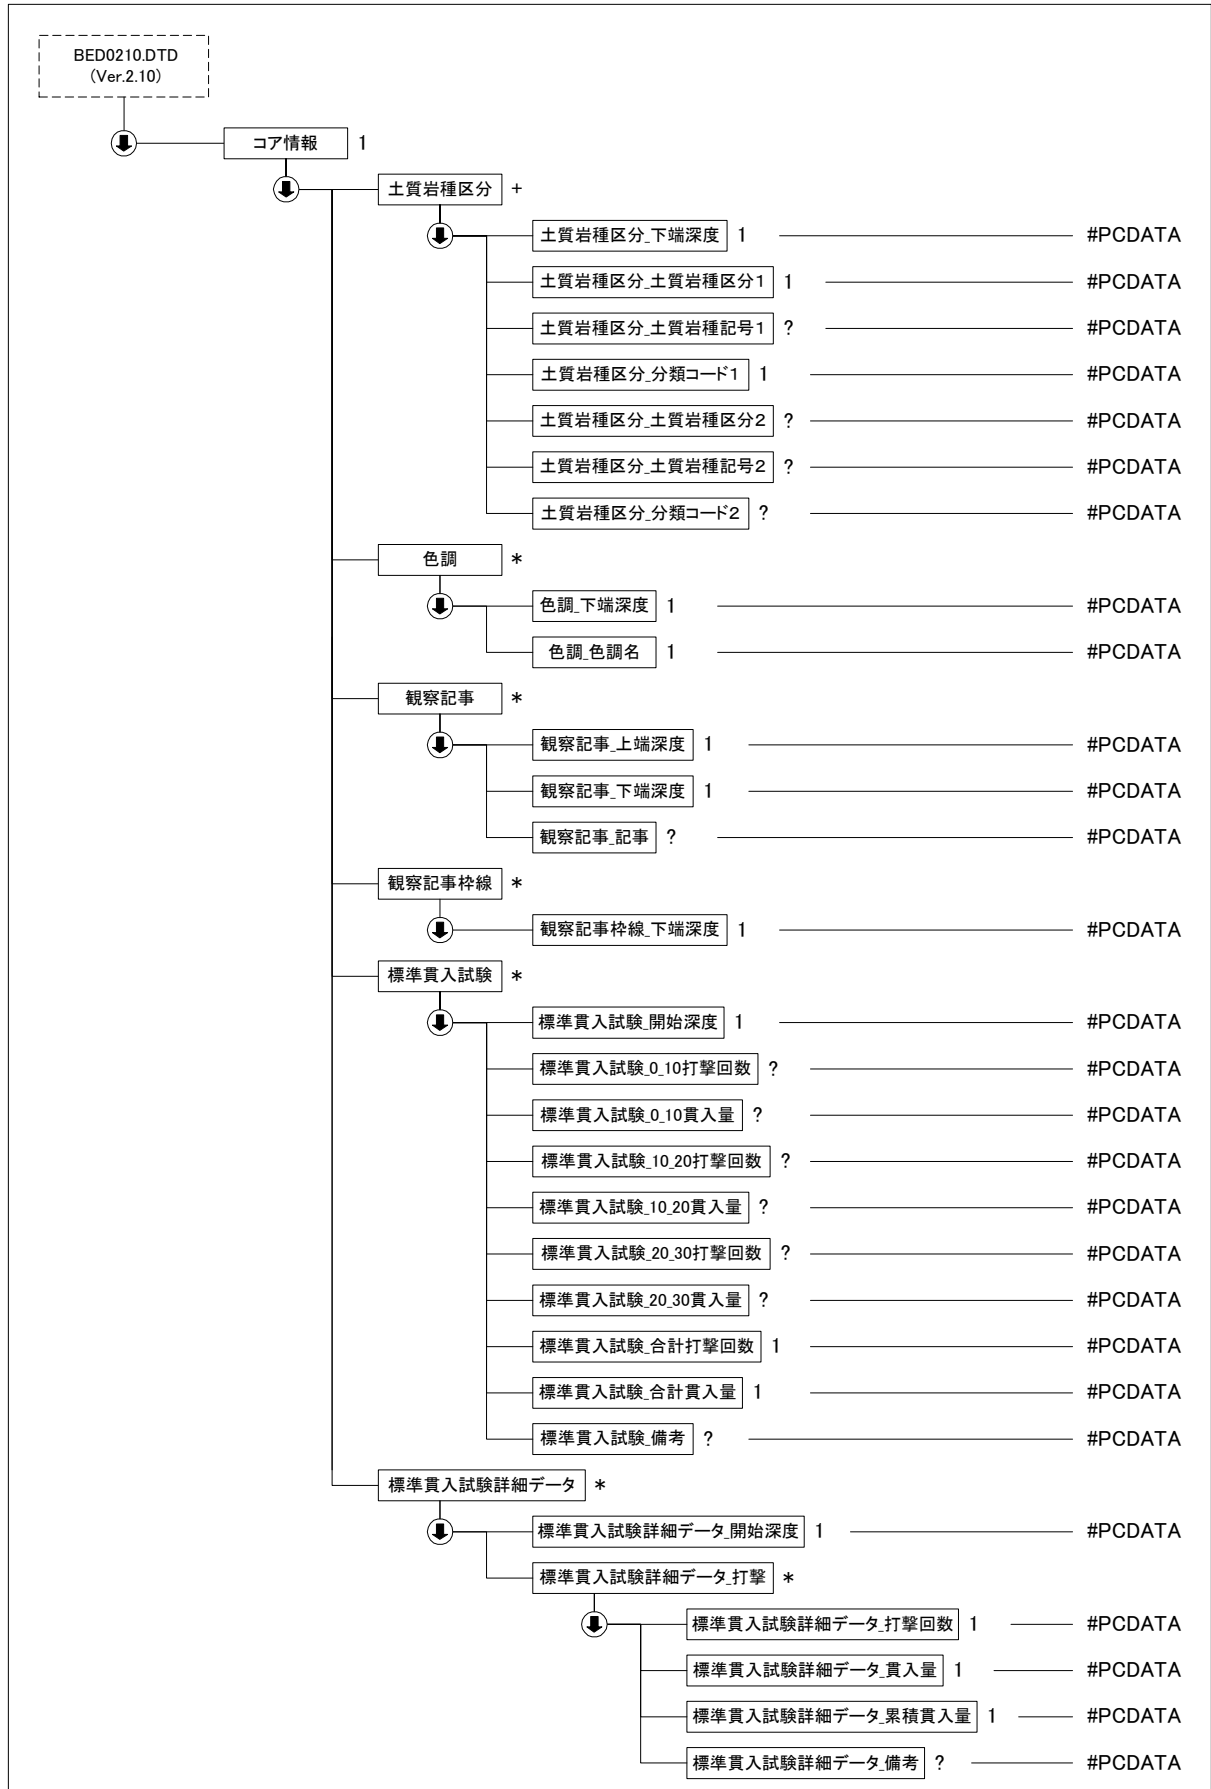 BED0210.DTD
(Ver.2.10)
コア情報 1
土質岩種区分 +
土質岩種区分_下端深度 1 #PCDATA
土質岩種区分_土質岩種区分1 1 #PCDATA
土質岩種区分_土質岩種記号1 ? #PCDATA
土質岩種区分_分類コード1 1 #PCDATA
土質岩種区分_土質岩種区分2 ? #PCDATA
土質岩種区分_土質岩種記号2 ? #PCDATA
土質岩種区分_分類コード2 ? #PCDATA
色調 *
色調_下端深度 1 #PCDATA
色調_色調名 1 #PCDATA
観察記事 *
観察記事_上端深度 1 #PCDATA
観察記事_下端深度 1 #PCDATA
観察記事_記事 ? #PCDATA
観察記事枠線 *
観察記事枠線_下端深度 1 #PCDATA
標準貫入試験 *
標準貫入試験_開始深度 1 #PCDATA
標準貫入試験_0_10打撃回数 ? #PCDATA
標準貫入試験_0_10貫入量 ? #PCDATA
標準貫入試験_10_20打撃回数 ? #PCDATA
標準貫入試験_10_20貫入量 ? #PCDATA
標準貫入試験_20_30打撃回数 ? #PCDATA
標準貫入試験_20_30貫入量 ? #PCDATA
標準貫入試験_合計打撃回数 1 #PCDATA
標準貫入試験_合計貫入量 1 #PCDATA
標準貫入試験_備考 ? #PCDATA
標準貫入試験詳細データ *
標準貫入試験詳細データ_開始深度 1 #PCDATA
標準貫入試験詳細データ_打撃 *
標準貫入試験詳細データ_打撃回数 1 #PCDATA
標準貫入試験詳細データ_貫入量 1 #PCDATA
標準貫入試験詳細データ_累積貫入量 1 #PCDATA
標準貫入試験詳細データ_備考 ? #PCDATA